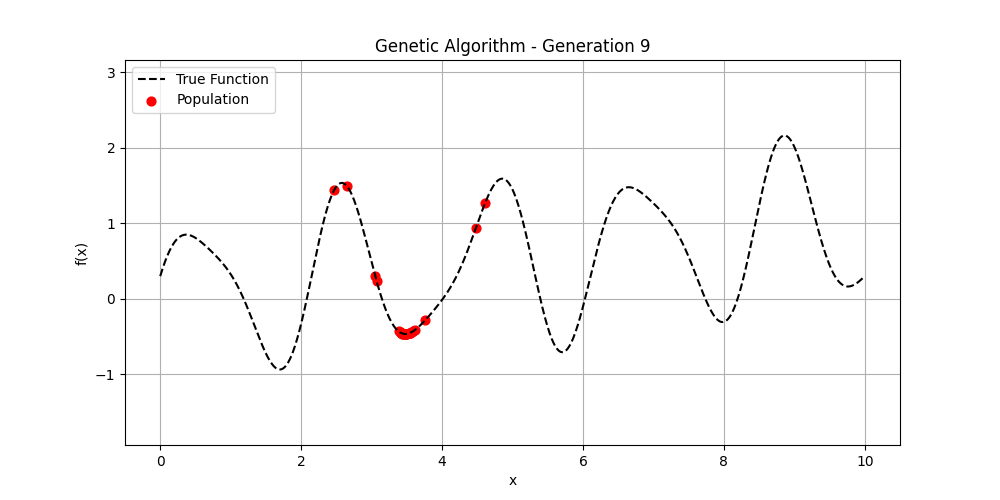 Genetic Algorithm - Generation 9
True Function
Population
3
2
1
0
−1
f(x)
0 2 4 6 8 10
x